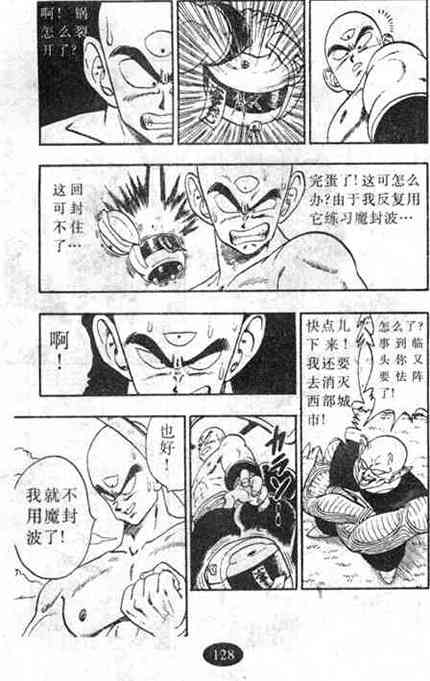 啊！锅
怎么裂
开了？
完蛋了！这可怎么
办？由于我反复用
它练习魔封波…
这回
可封
不住
了…
怎么了？
事到临
头你又
要怯阵
了！
快点儿
下来！
我还要
去消灭
西部城
市！
啊！
也好！
我就不
用魔封
波了！
128